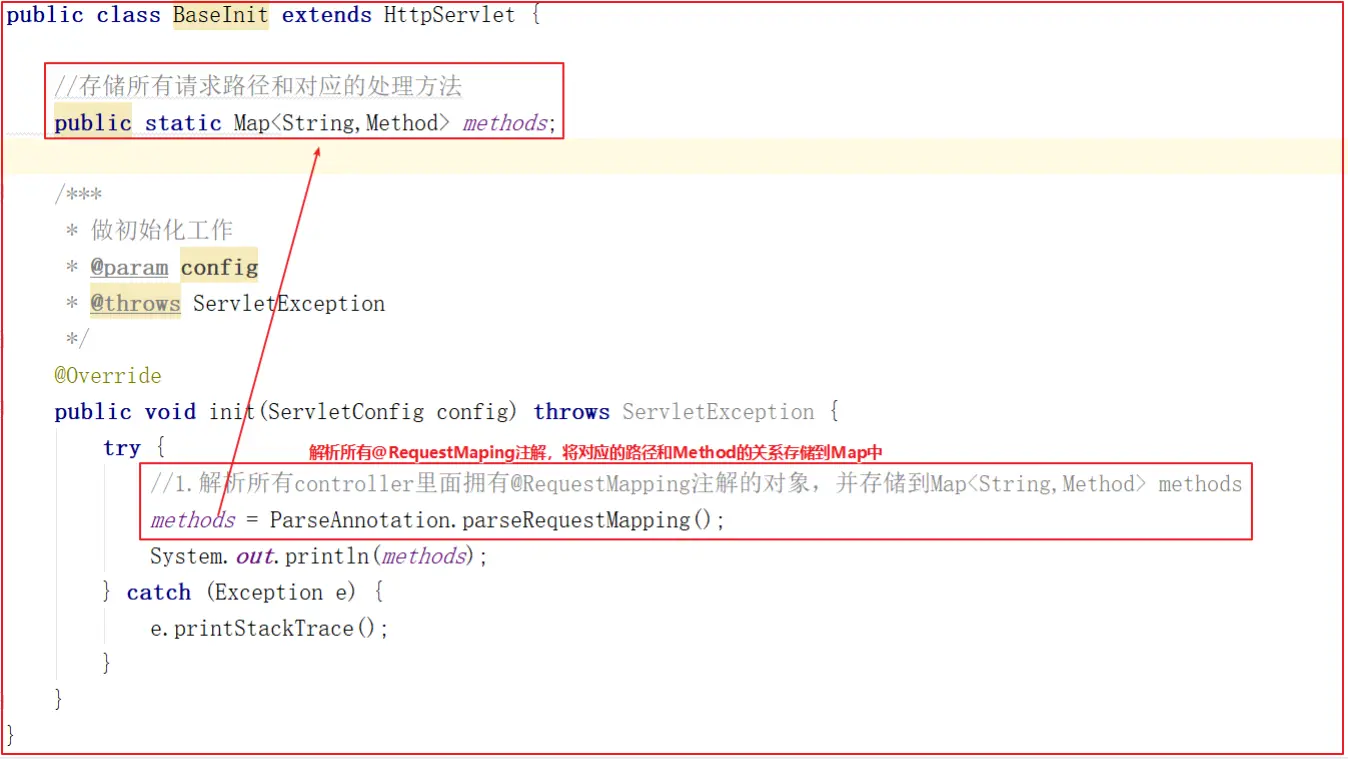 public class BaseInit extends HttpServlet {
//存储所有请求路径和对应的处理方法
public static Map<String,Method> methods;
/***
* 做初始化工作
* @param config
* @throws ServletException
*/
@Override
public void init(ServletConfig config) throws ServletException {
try {
解析所有@RequestMaping注解，将对应的路径和Method的关系存储到Map中
//1.解析所有controller里面拥有@RequestMapping注解的对象，并存储到Map<String,Method> methods
methods = ParseAnnotation.parseRequestMapping();
System.out.println(methods);
} catch (Exception e) {
e.printStackTrace();
}
}
}